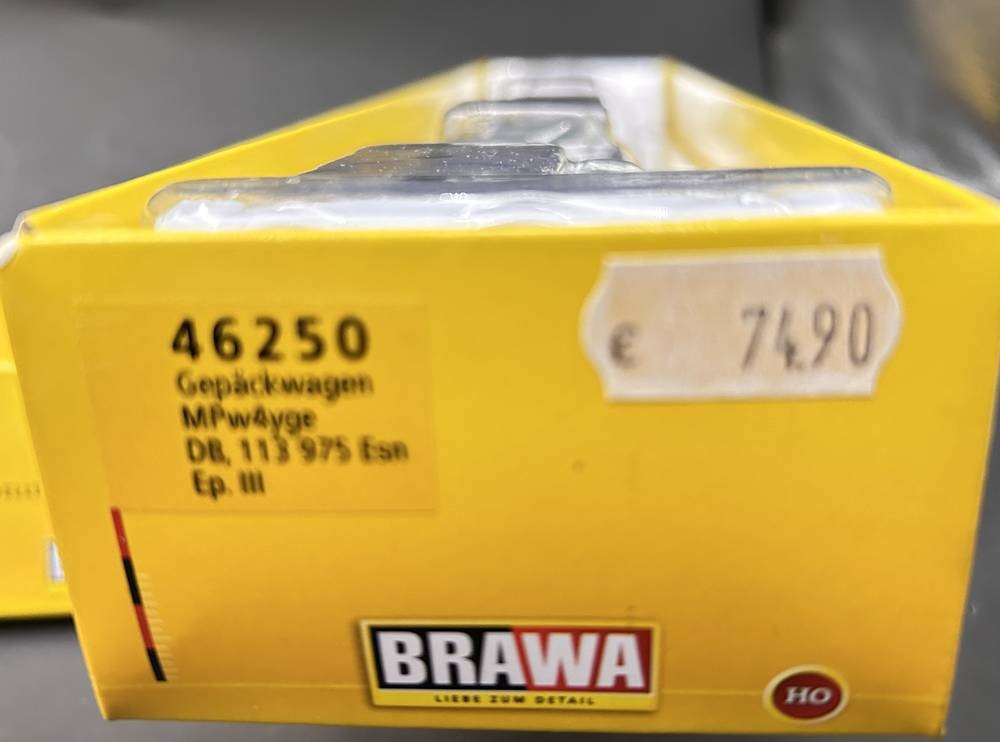 46250
Gepäckwagen
MPw4yge
DB, 113 975 Esn
Ep. III
€ 74.90
BRAWA
LIEBE ZUM DETAIL
HO